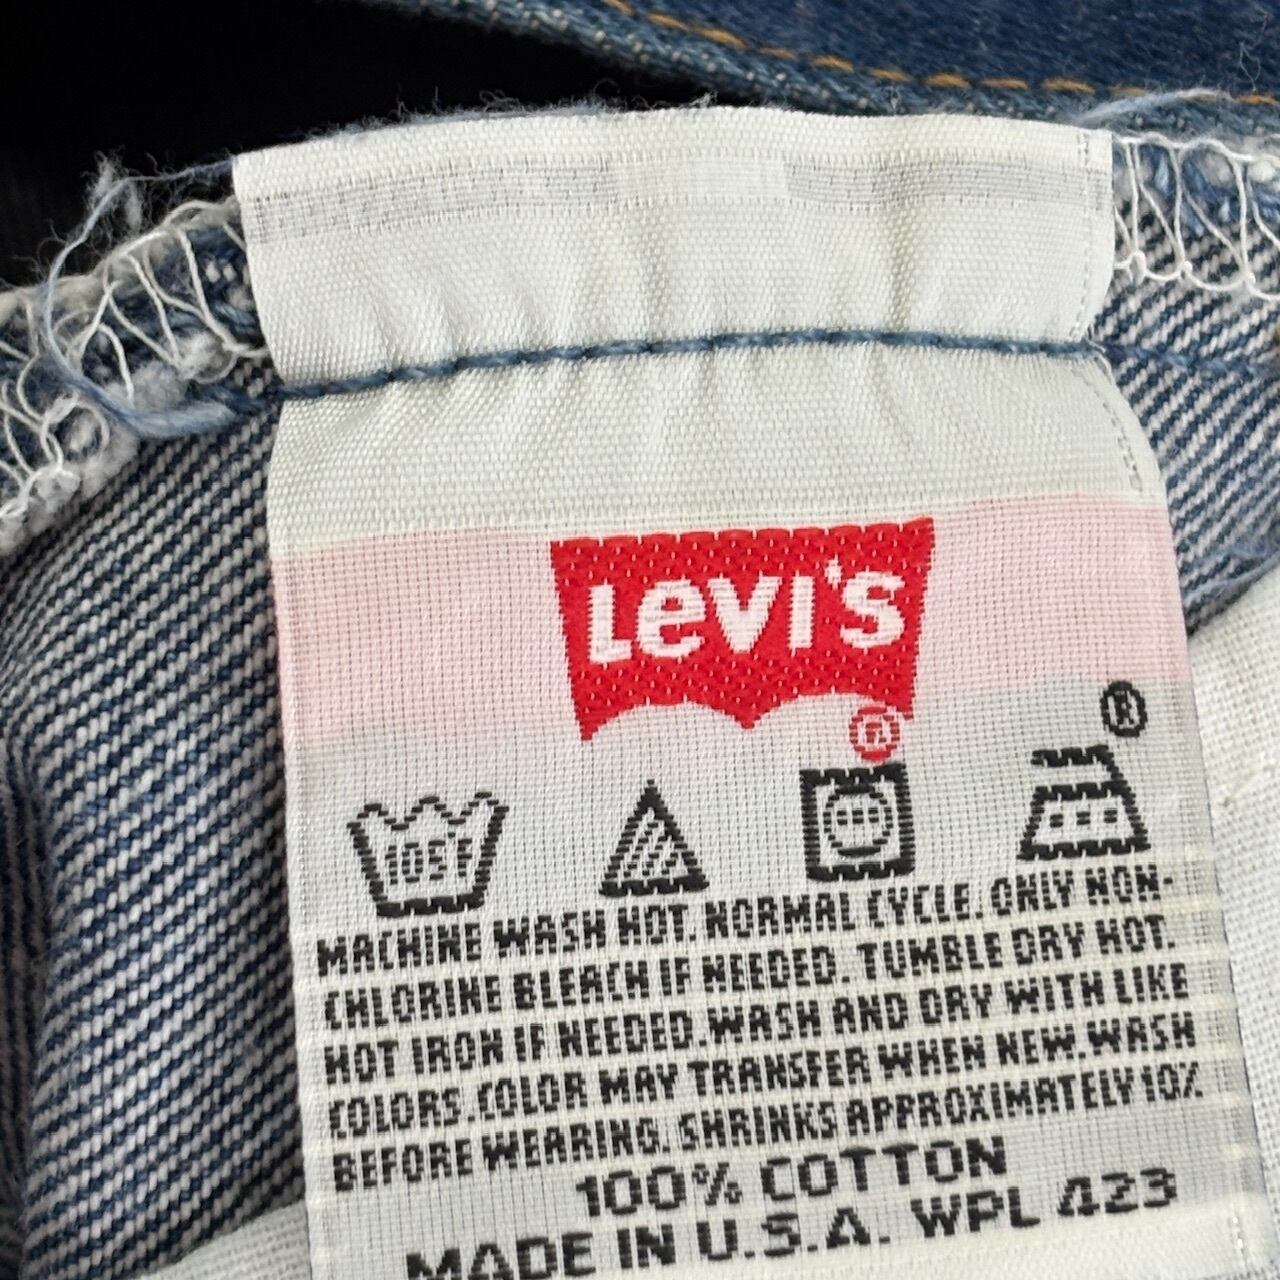 LEVI'S
®
®
105°F
MACHINE WASH HOT. NORMAL CYCLE. ONLY NON-
CHLORINE BLEACH IF NEEDED. TUMBLE DRY HOT.
HOT IRON IF NEEDED.WASH AND DRY WITH LIKE
COLORS.COLOR MAY TRANSFER WHEN NEW.WASH
BEFORE WEARING. SHRINKS APPROXIMATELY 10%
100% COTTON
MADE IN U.S.A. WPL 423